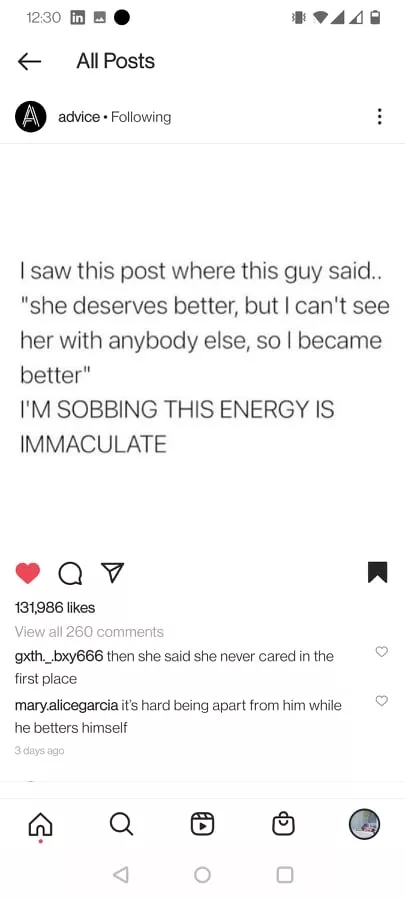 12:30
All Posts
advice • Following
I saw this post where this guy said..
"she deserves better, but I can't see
her with anybody else, so I became
better"
I'M SOBBING THIS ENERGY IS
IMMACULATE
131,986 likes
View all 260 comments
gxth._.bxy666 then she said she never cared in the
first place
mary.alicegarcia it's hard being apart from him while
he betters himself
3 days ago